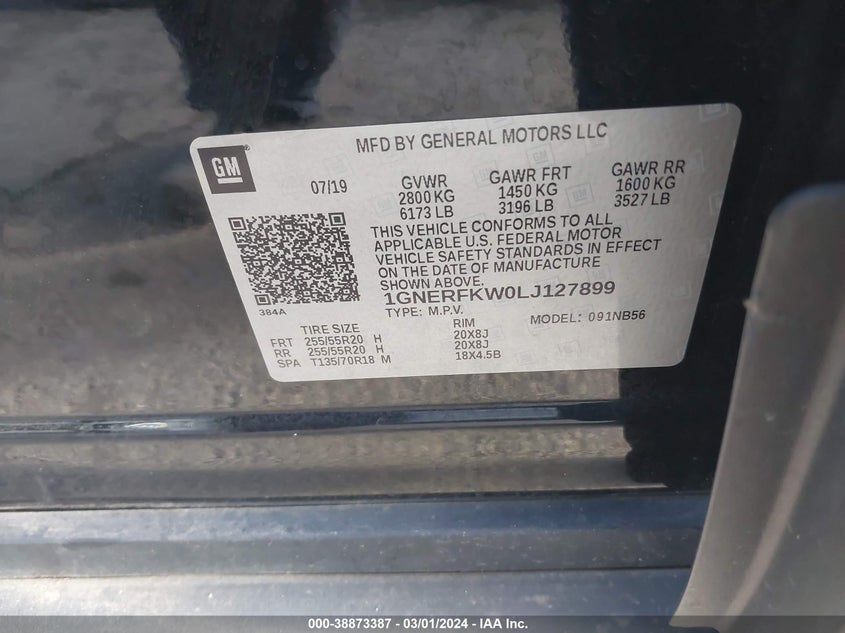 MFD BY GENERAL MOTORS LLC
GM
07/19
GVWR GAWR FRT GAWR RR
2800 KG 1450 KG 1600 KG
6173 LB 3196 LB 3527 LB
THIS VEHICLE CONFORMS TO ALL
APPLICABLE U.S. FEDERAL MOTOR
VEHICLE SAFETY STANDARDS IN EFFECT
ON THE DATE OF MANUFACTURE
SHOWN ABOVE.
384A
1GNERFKW0LJ127899
TYPE: M.P.V. MODEL: 091NB56
TIRE SIZE RIM
FRT 255/55R20 H 20X8J
RR 255/55R20 H 20X8J
SPA T135/70R18 M 18X4.5B
000-38873387 - 03/01/2024 - IAA Inc.